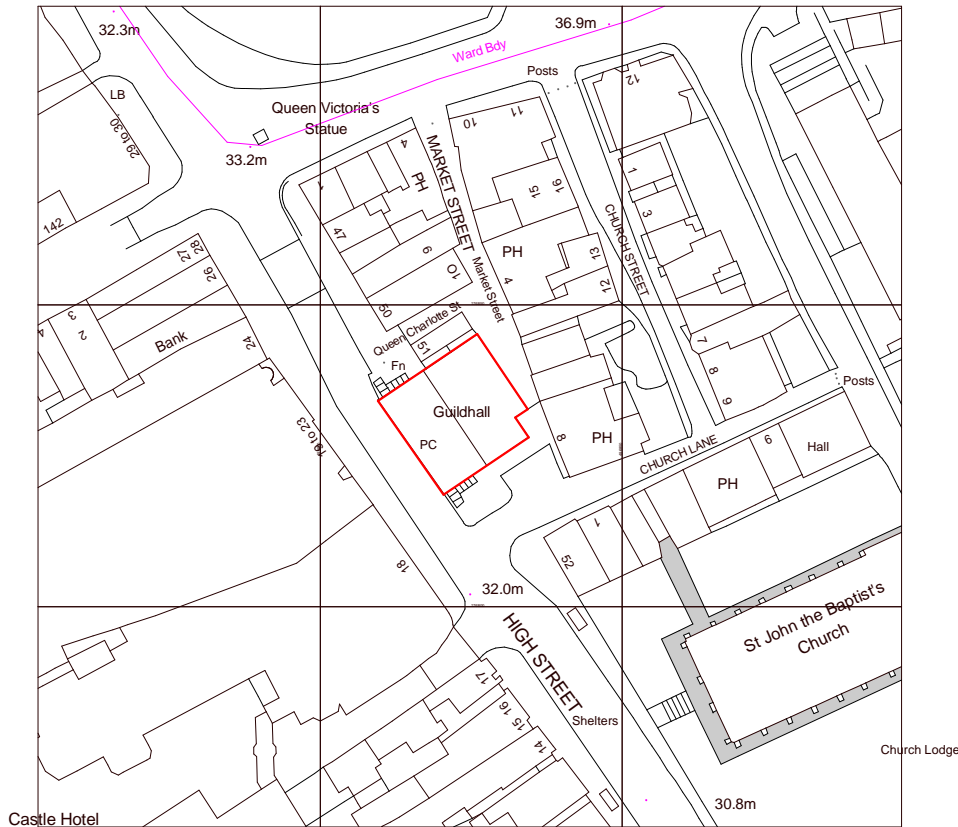 32.3m
36.9m
Ward Bdy
Posts
LB
29 to 30
Queen Victoria's
Statue
33.2m
12
10
11
4
PH
MARKET STREET
1
47
9
10
50
15
16
PH
4
Market Street
13
12
CHURCH STREET
1
3
142
28
27
26
24
4
3
2
Bank
Queen Charlotte St
51
Fn
Guildhall
PC
19 to 23
7
8
9
Posts
8
PH
CHURCH LANE
6
Hall
PH
1
52
18
32.0m
St John the Baptist's
Church
HIGH STREET
17
16
15
14
Shelters
Church Lodge
30.8m
Castle Hotel